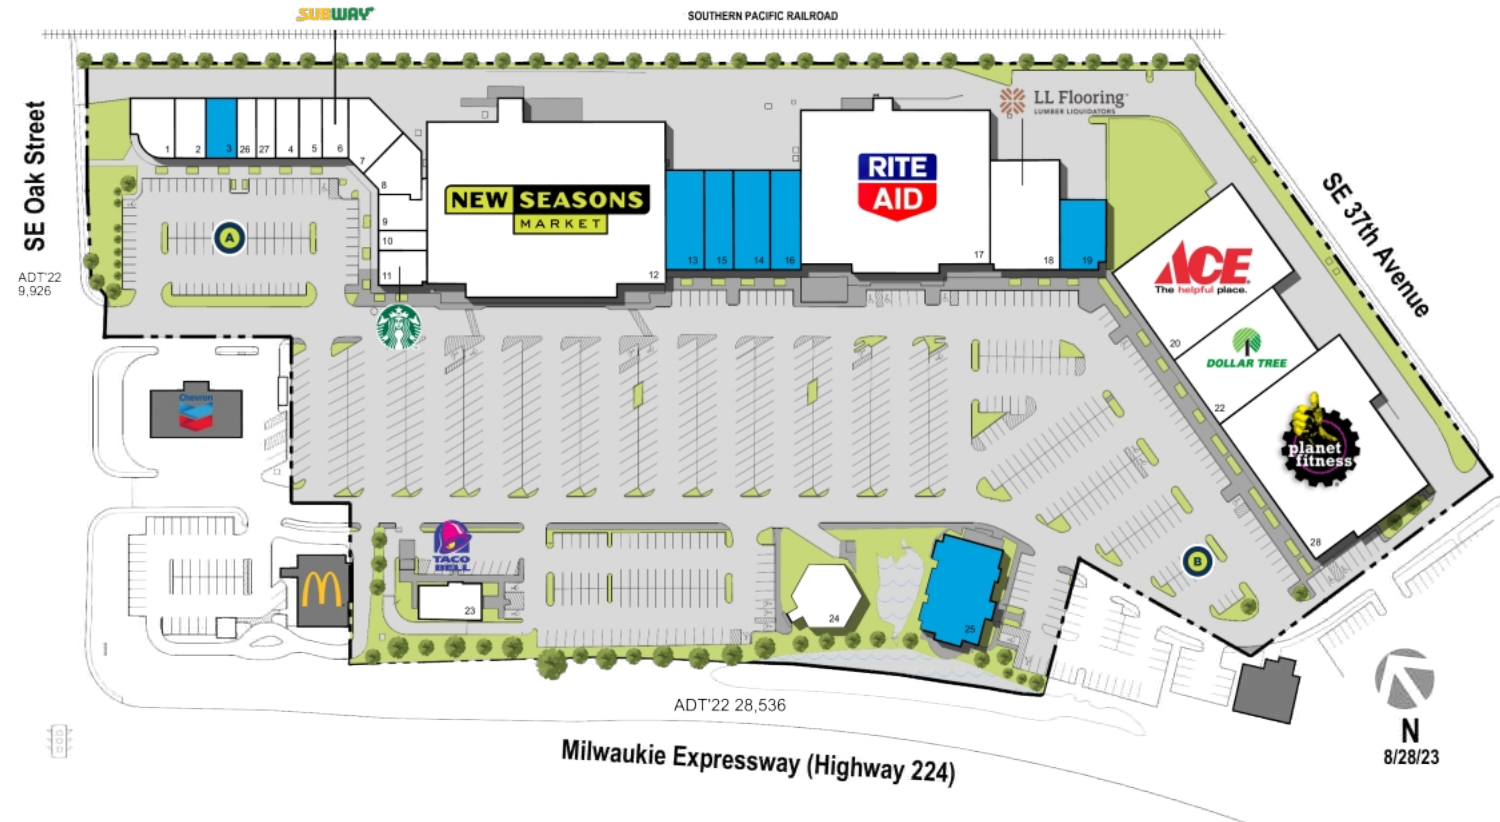 SUBWAY
SOUTHERN PACIFIC RAILROAD
SE Oak Street
ADT'22
9,926
1
2
3
26
27
4
5
6
7
8
9
10
11
A
NEW SEASONS
MARKET
12
13
15
14
16
RITE
AID
17
LL Flooring
LUMBER LIQUIDATORS
18
19
SE 37th Avenue
ACE
The helpful place.
20
DOLLAR TREE
22
planet
fitness
28
B
Chevron
TACO
BELL
23
24
25
ADT'22 28,536
Milwaukie Expressway (Highway 224)
N
8/28/23